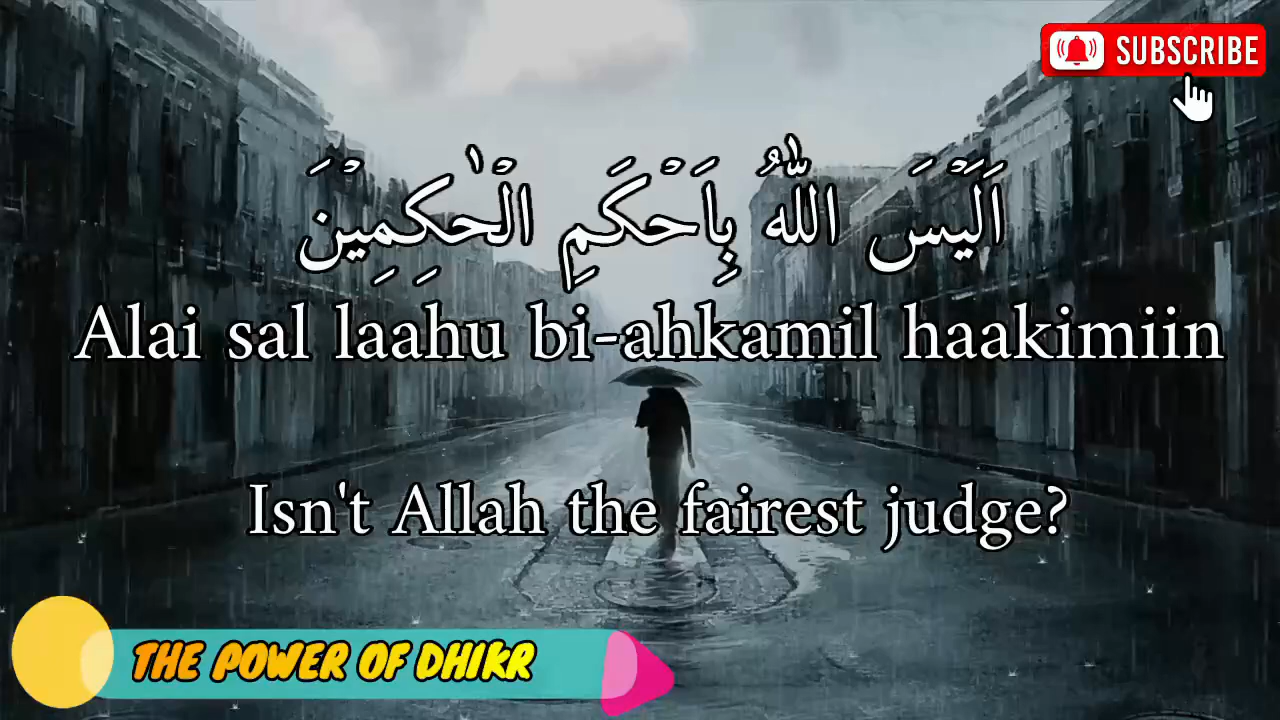 SUBSCRIBE
اَلَيْسَ اللّٰهُ بِاَحْكَمِ الْحٰكِمِيْنَ
Alai sal laahu bi-ahkamil haakimiin
Isn't Allah the fairest judge?
THE POWER OF DHIKR